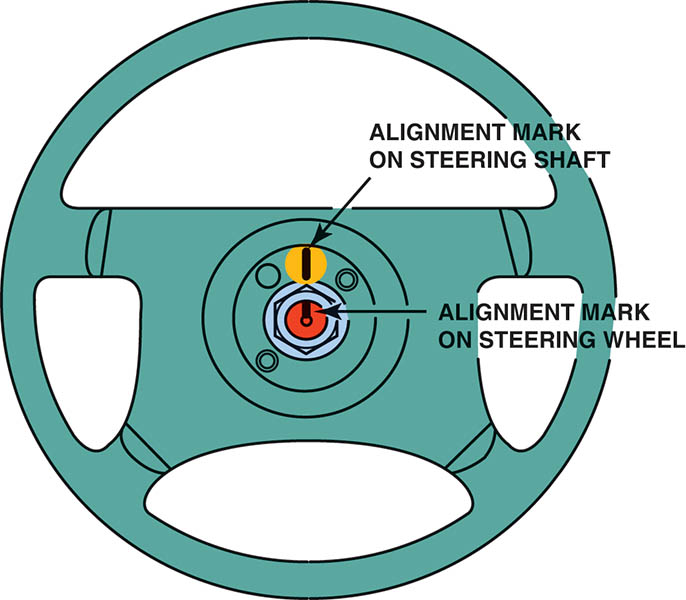 ALIGNMENT MARK
ON STEERING SHAFT
ALIGNMENT MARK
ON STEERING WHEEL